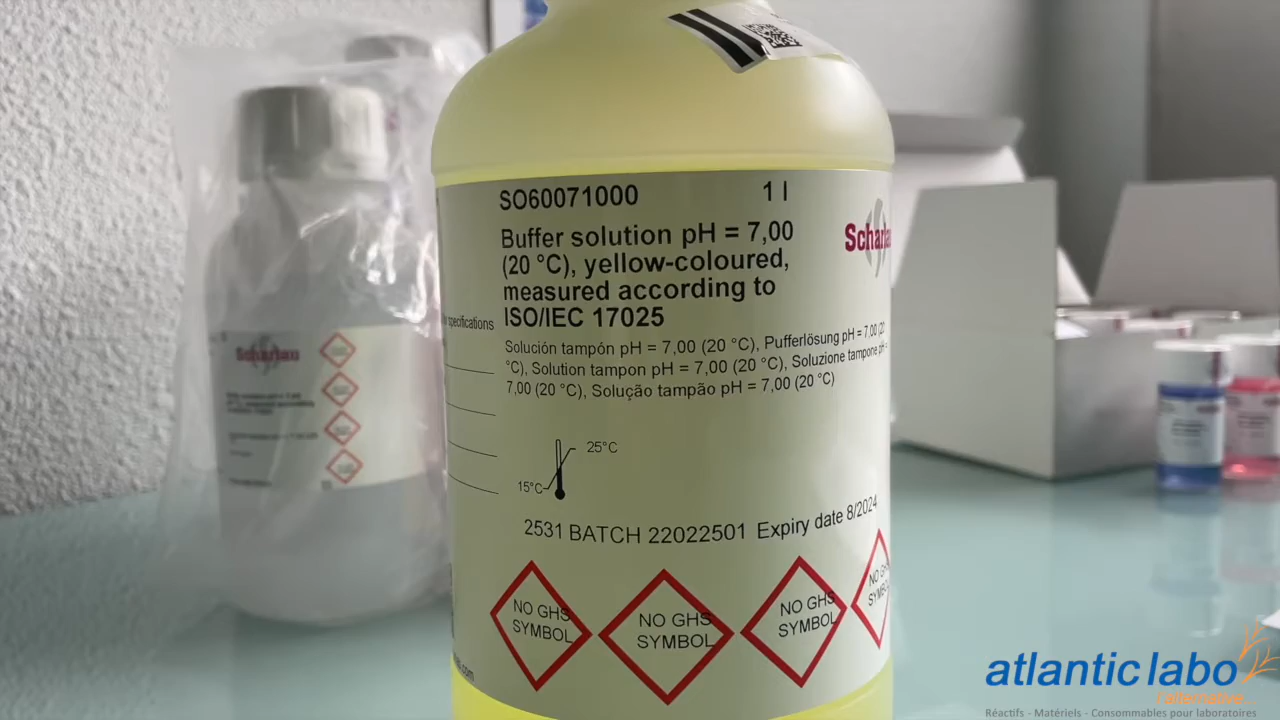 SO60071000 1 l
Buffer solution pH = 7,00
(20 °C), yellow-coloured,
measured according to
ISO/IEC 17025
Scharlau
specifications
Solución tampón pH = 7,00 (20 °C), Pufferlösung pH = 7,00 (20
°C), Solution tampon pH = 7,00 (20 °C), Soluzione tampone pH =
7,00 (20 °C), Solução tampão pH = 7,00 (20 °C)
25°C
15°C
2531 BATCH 22022501 Expiry date 8/2024
NO GHS
SYMBOL
NO GHS
SYMBOL
NO GHS
SYMBOL
NO GHS
SYMBOL
Scharlau
atlantic labo
l'alternative...
Réactifs - Matériels - Consommables pour laboratoires